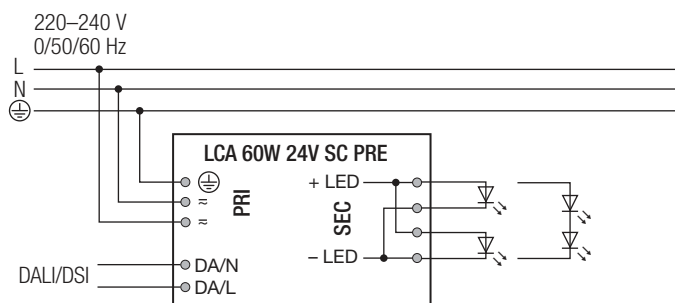 220–240 V
0/50/60 Hz
L
N
LCA 60W 24V SC PRE
PRI
≂
≂
+ LED
SEC
– LED
DALI/DSI
DA/N
DA/L